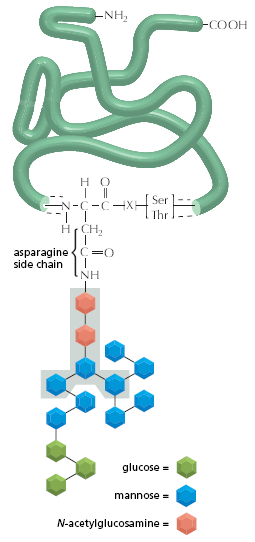 NH₂
COOH
H O
N–C–C–[X]–[Ser
Thr]
H CH₂
asparagine
side chain
C=O
NH
glucose =
mannose =
N-acetylglucosamine =